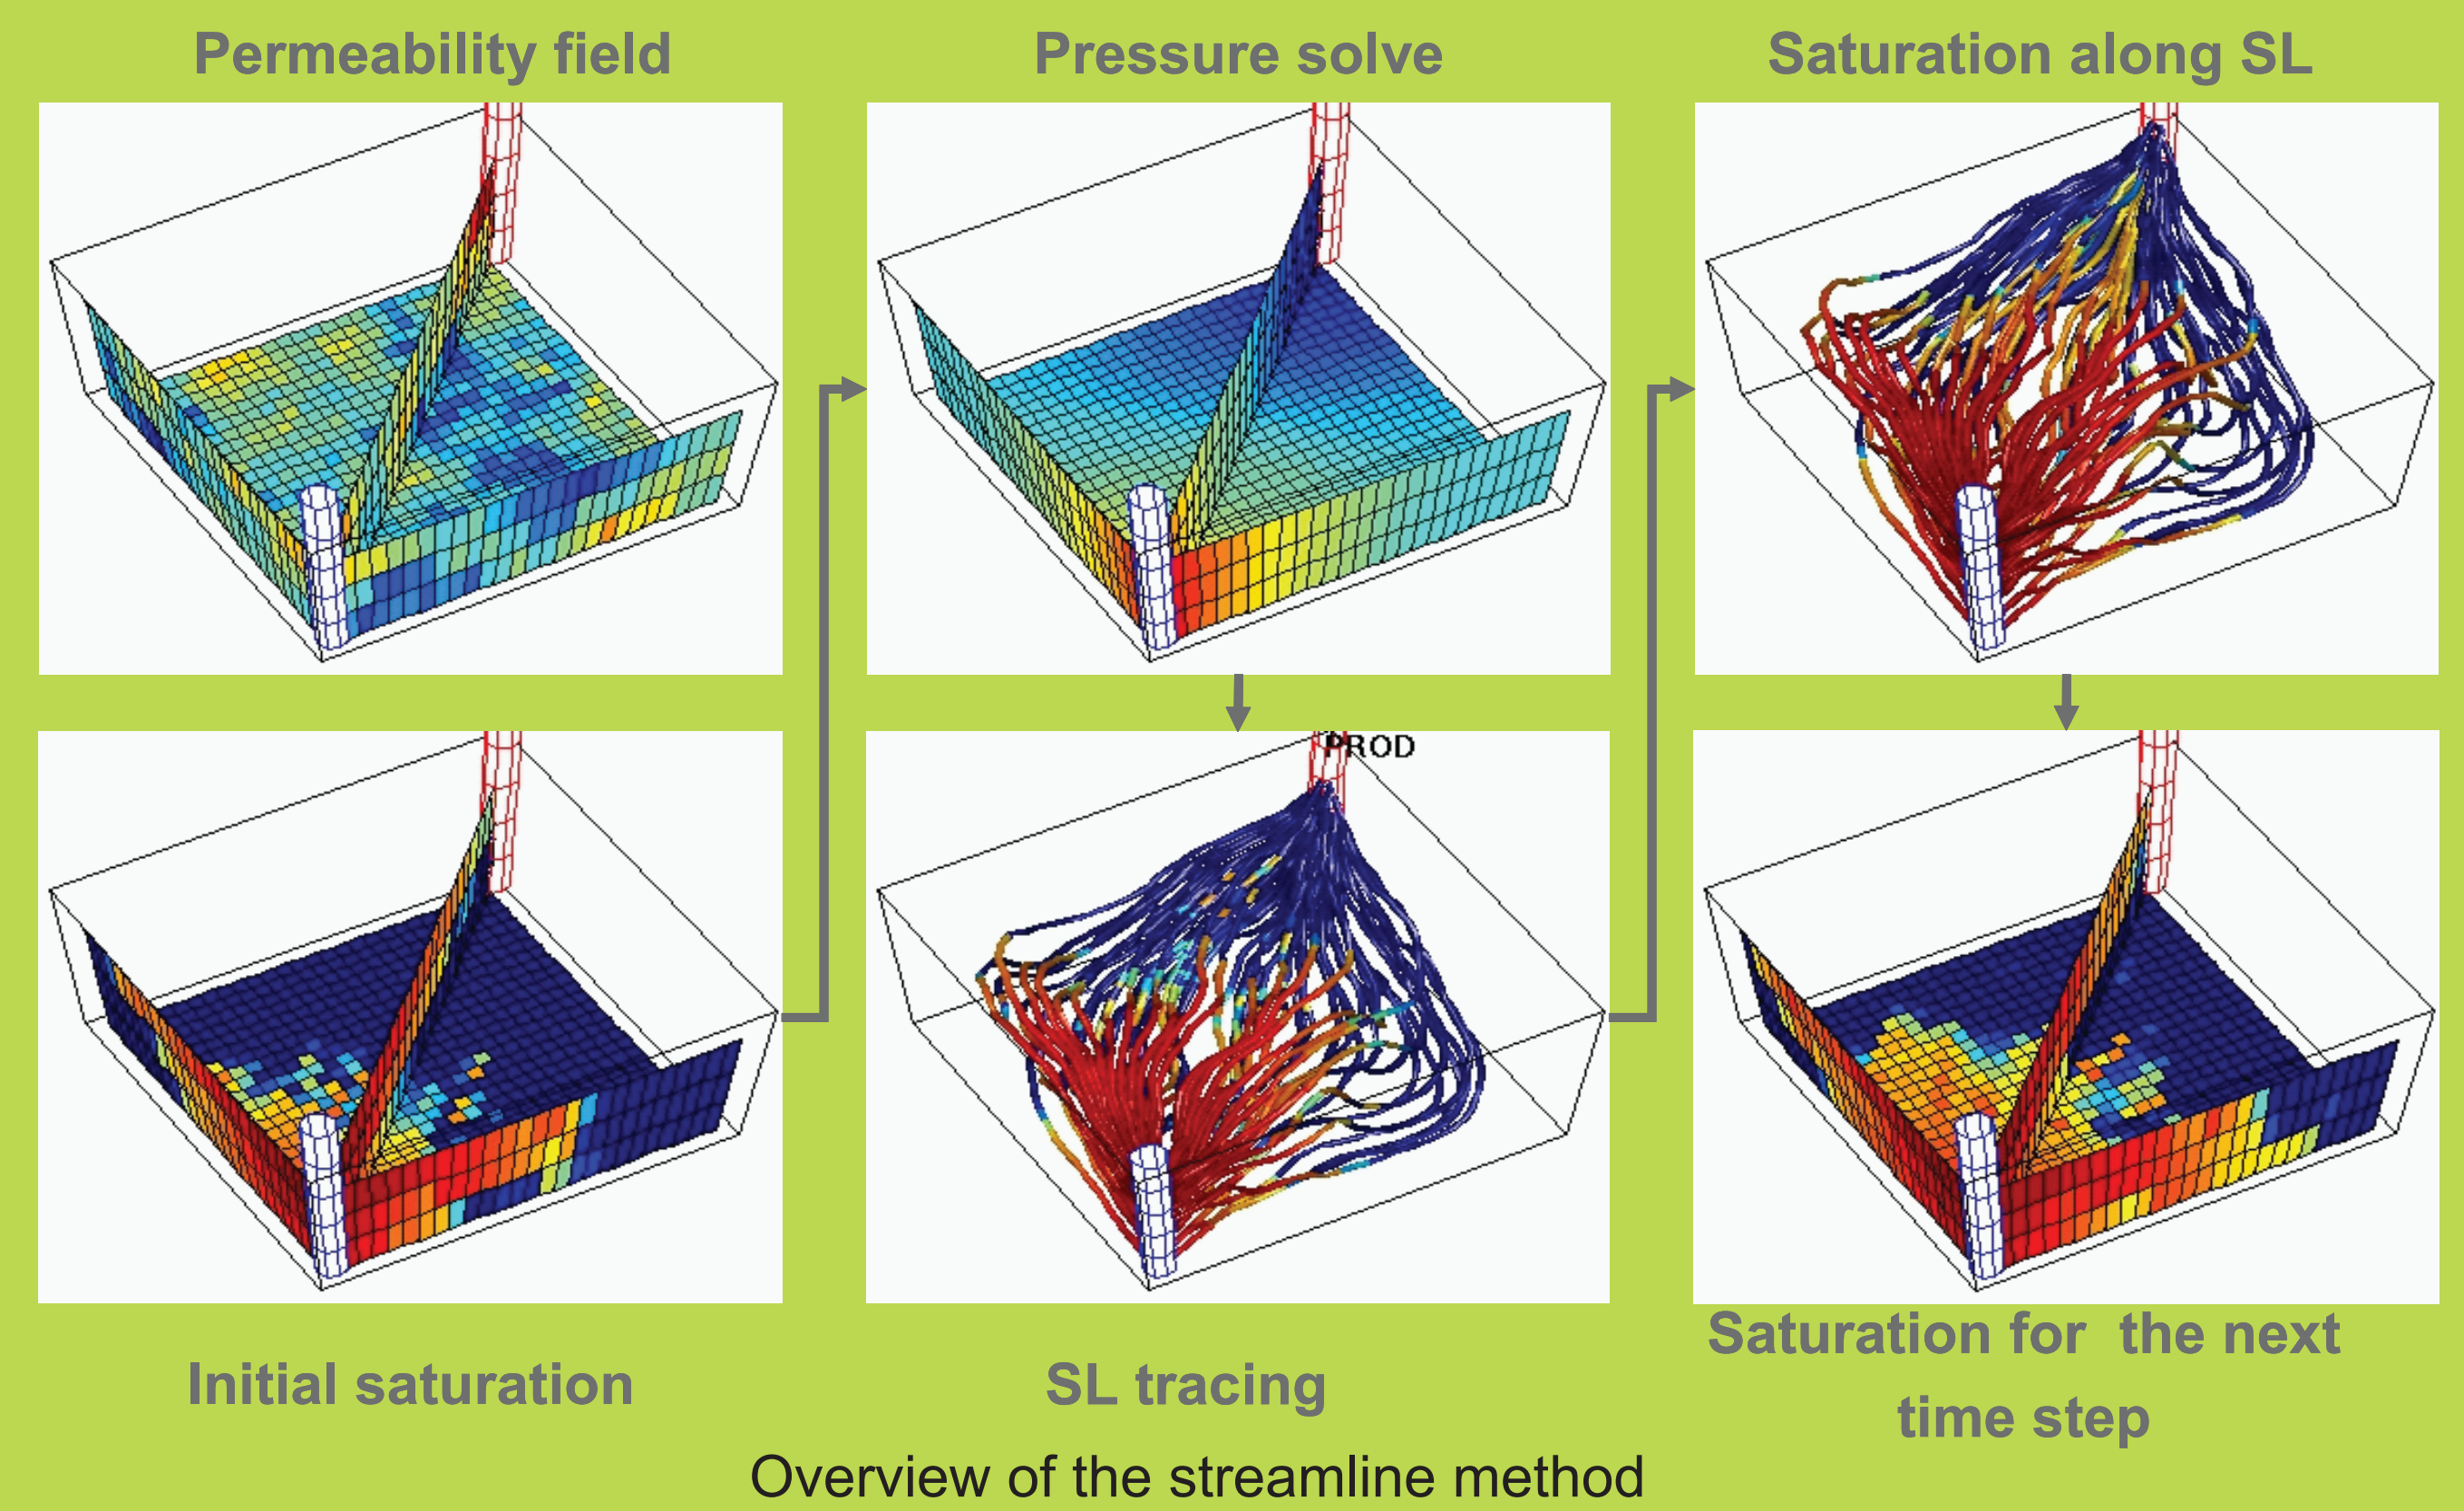 Permeability field
Pressure solve
Saturation along SL
PROD
Initial saturation
SL tracing
Saturation for the next
time step
Overview of the streamline method